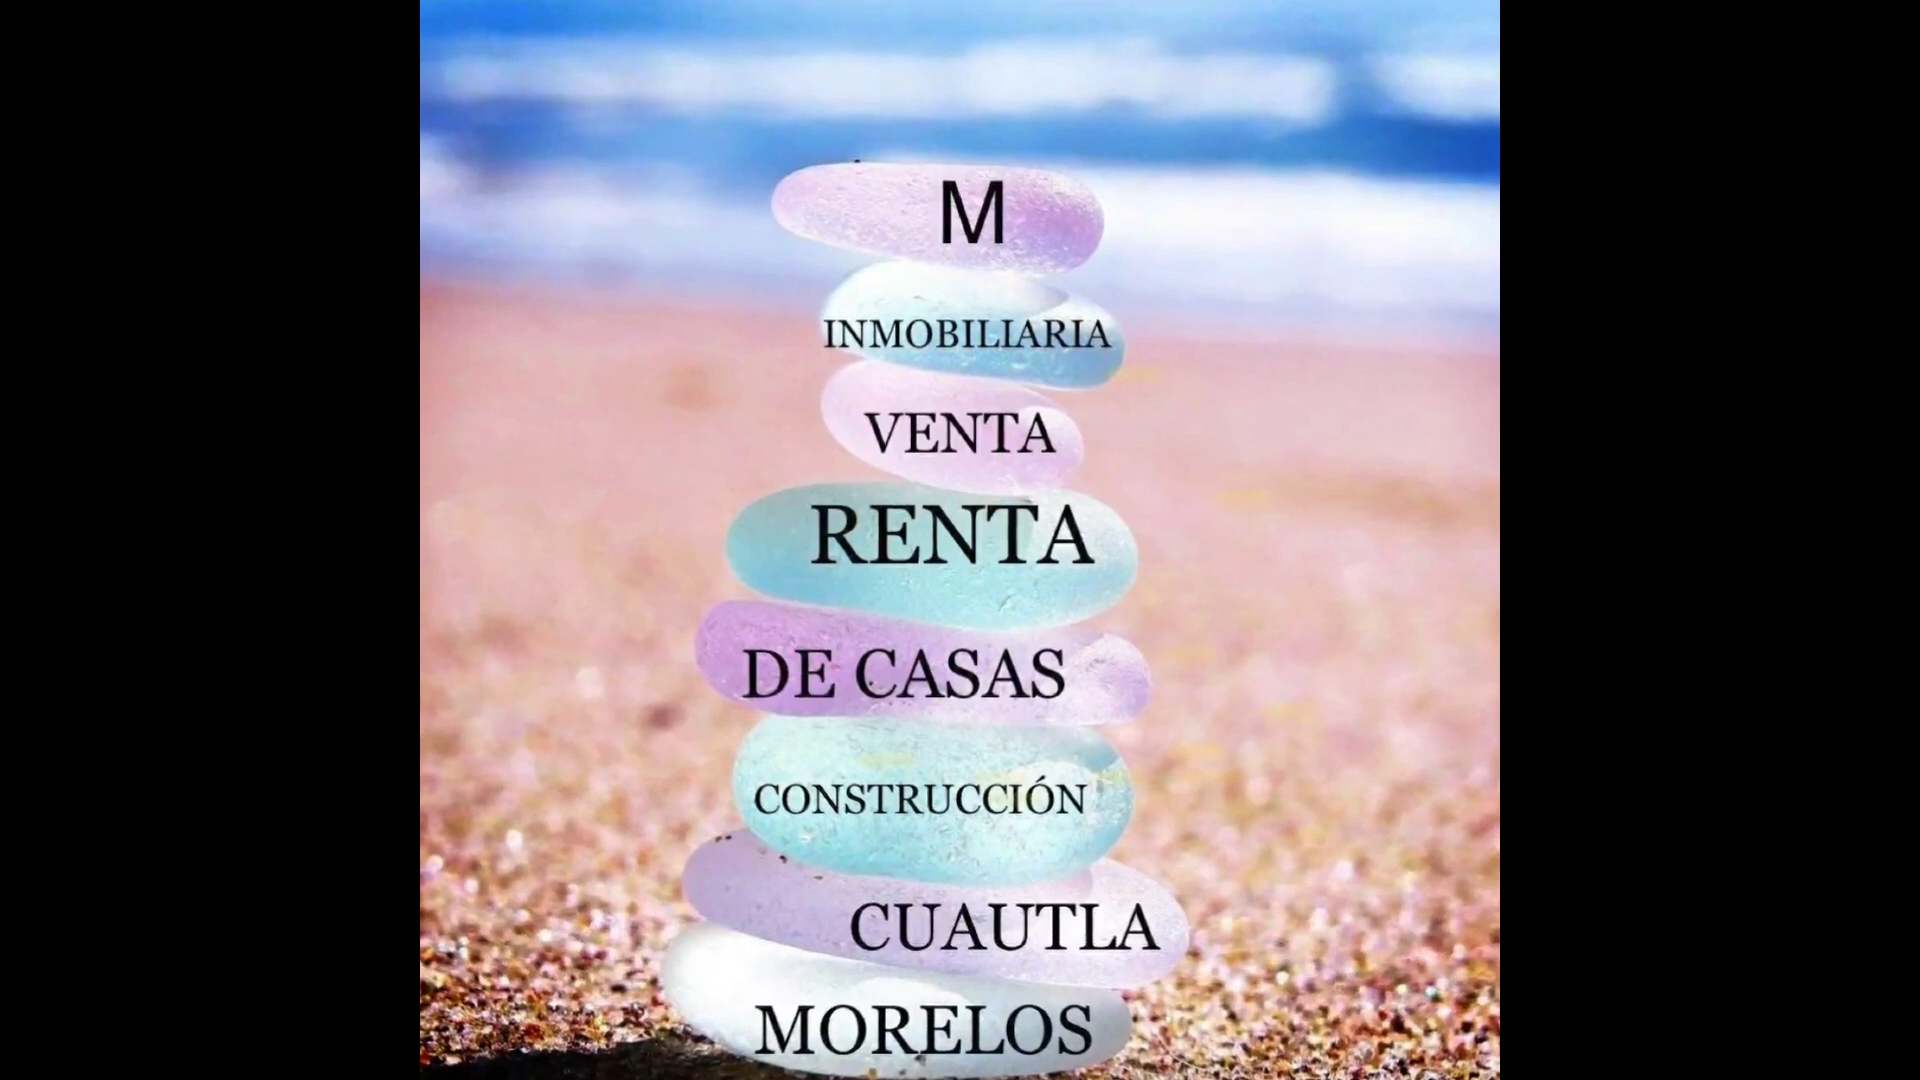 M
INMOBILIARIA
VENTA
RENTA
DE CASAS
CONSTRUCCIÓN
CUAUTLA
MORELOS